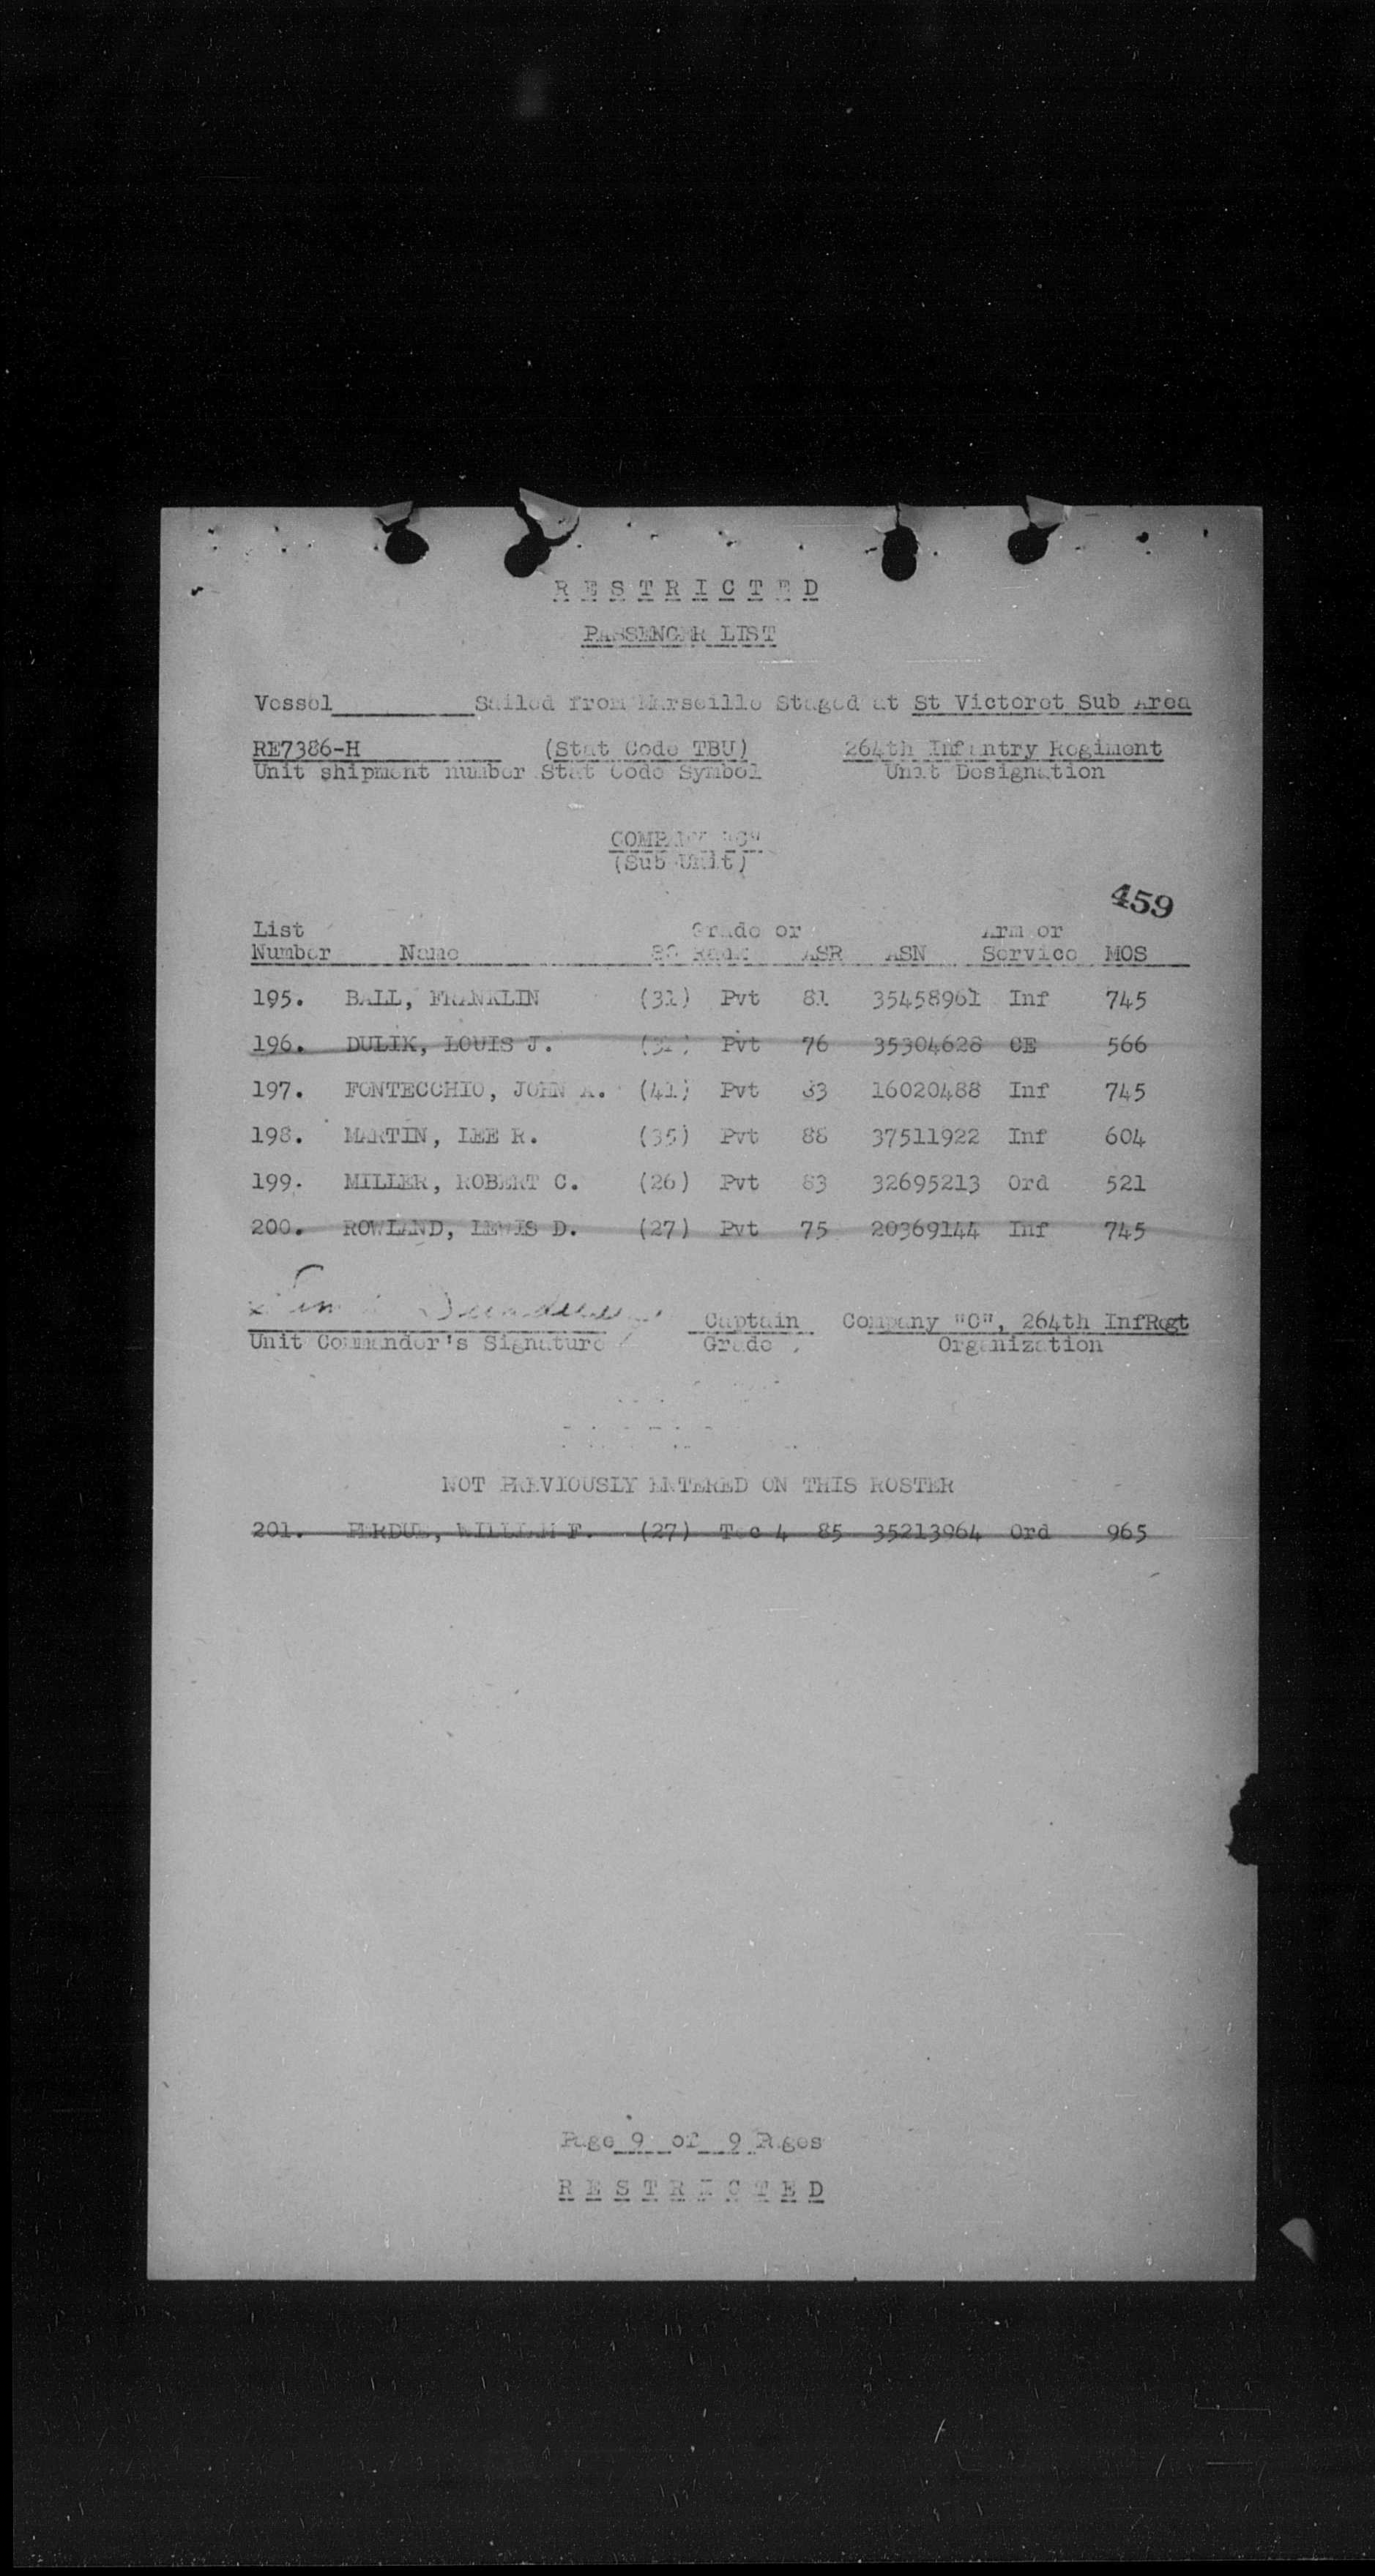 RESTRICTED
PASSENGER LIST
Vessel__________Sailed from Marseille Staged at St Victoret Sub Area
RE7386-H (Stat Code TBU) 264th Infantry Regiment
Unit shipment number Stat Code Symbol Unit Designation
COMPANY "C"
(Sub Unit)
459
List Grade or Arm or
Number Name ASR ASN Service MOS
195. BALL, FRANKLIN (31) Pvt 81 35458961 Inf 745
196. DULIK, LOUIS J. Pvt 76 35304628 CE 566
197. FONTECCHIO, JOHN A. (41) Pvt 83 16020488 Inf 745
198. MARTIN, LEE R. (35) Pvt 88 37511922 Inf 604
199. MILLER, ROBERT C. (26) Pvt 83 32695213 Ord 521
200. ROWLAND, LEWIS D. (27) Pvt 75 20369144 Inf 745
Captain Company "C", 264th InfRegt
Unit Commander's Signature Grade Organization
NOT PREVIOUSLY ENTERED ON THIS ROSTER
201. PERDUE, WILLIAM F. (27) Tec 4 85 35213964 Ord 965
Page 9 of 9 Pages
RESTRICTED